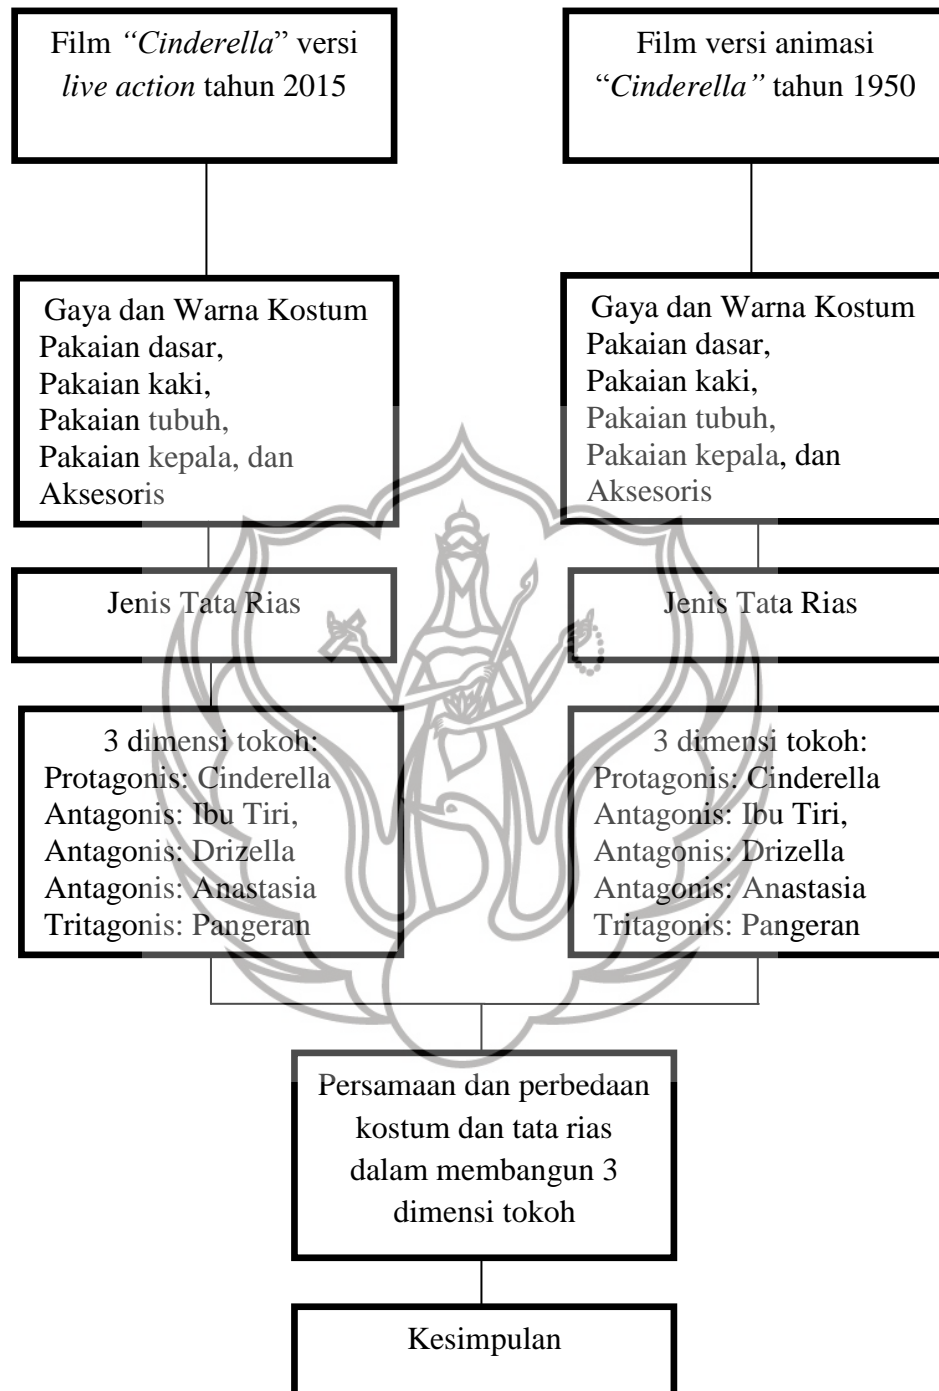 Film “Cinderella” versi
live action tahun 2015
Film versi animasi
“Cinderella” tahun 1950
Gaya dan Warna Kostum
Pakaian dasar,
Pakaian kaki,
Pakaian tubuh,
Pakaian kepala, dan
Aksesoris
Gaya dan Warna Kostum
Pakaian dasar,
Pakaian kaki,
Pakaian tubuh,
Pakaian kepala, dan
Aksesoris
Jenis Tata Rias
Jenis Tata Rias
3 dimensi tokoh:
Protagonis: Cinderella
Antagonis: Ibu Tiri,
Antagonis: Drizella
Antagonis: Anastasia
Tritagonis: Pangeran
3 dimensi tokoh:
Protagonis: Cinderella
Antagonis: Ibu Tiri,
Antagonis: Drizella
Antagonis: Anastasia
Tritagonis: Pangeran
Persamaan dan perbedaan
kostum dan tata rias
dalam membangun 3
dimensi tokoh
Kesimpulan